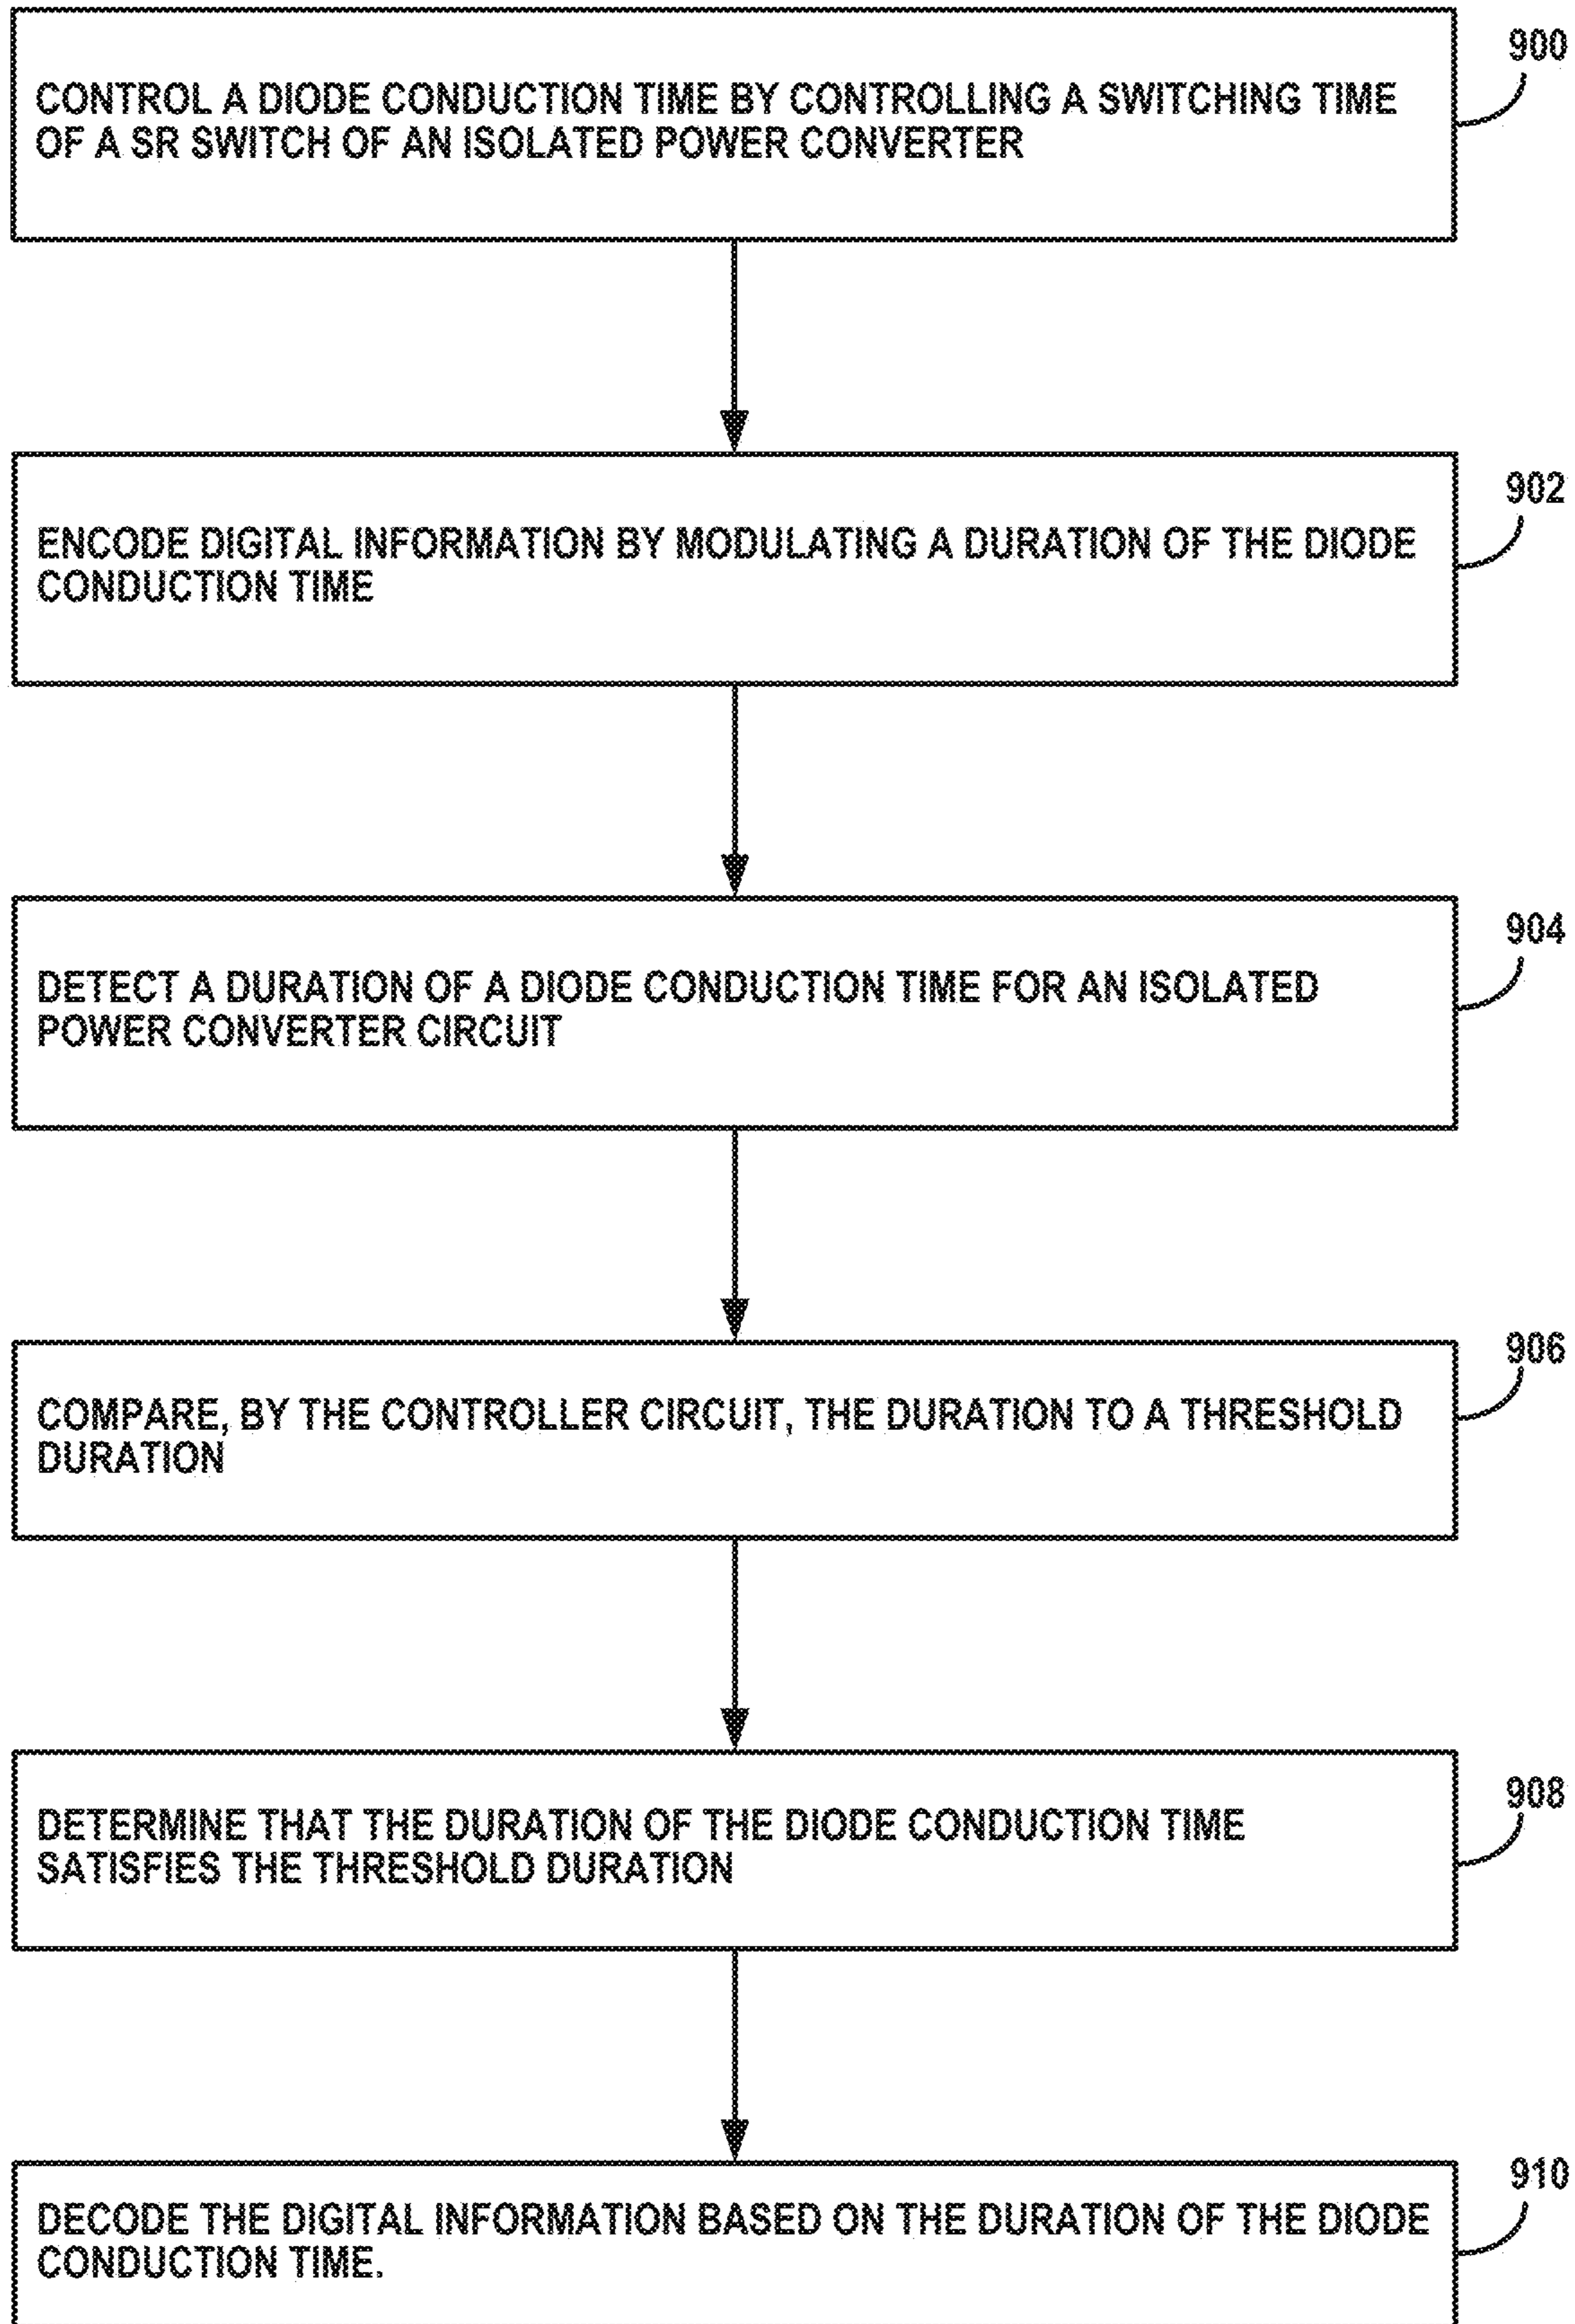 CONTROL A DIODE CONDUCTION TIME BY CONTROLLING A SWITCHING TIME
OF A SR SWITCH OF AN ISOLATED POWER CONVERTER
900
ENCODE DIGITAL INFORMATION BY MODULATING A DURATION OF THE DIODE
CONDUCTION TIME
902
DETECT A DURATION OF A DIODE CONDUCTION TIME FOR AN ISOLATED
POWER CONVERTER CIRCUIT
904
COMPARE, BY THE CONTROLLER CIRCUIT, THE DURATION TO A THRESHOLD
DURATION
906
DETERMINE THAT THE DURATION OF THE DIODE CONDUCTION TIME
SATISFIES THE THRESHOLD DURATION
908
DECODE THE DIGITAL INFORMATION BASED ON THE DURATION OF THE DIODE
CONDUCTION TIME.
910